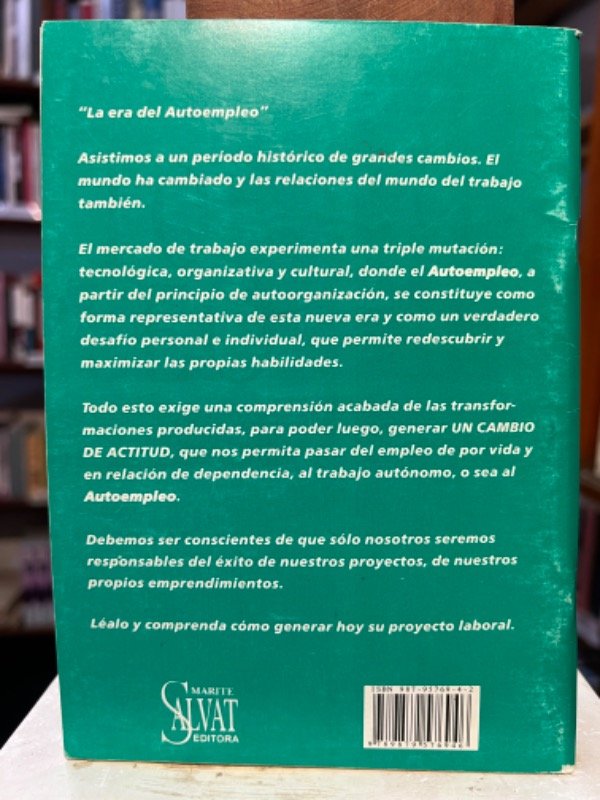 “La era del Autoempleo”
Asistimos a un período histórico de grandes cambios. El
mundo ha cambiado y las relaciones del mundo del trabajo
también.
El mercado de trabajo experimenta una triple mutación:
tecnológica, organizativa y cultural, donde el Autoempleo, a
partir del principio de autoorganización, se constituye como
forma representativa de esta nueva era y como un verdadero
desafío personal e individual, que permite redescubrir y
maximizar las propias habilidades.
Todo esto exige una comprensión acabada de las transfor-
maciones producidas, para poder luego, generar UN CAMBIO
DE ACTITUD, que nos permita pasar del empleo de por vida y
en relación de dependencia, al trabajo autónomo, o sea al
Autoempleo.
Debemos ser conscientes de que sólo nosotros seremos
responsables del éxito de nuestros proyectos, de nuestros
propios emprendimientos.
Léalo y comprenda cómo generar hoy su proyecto laboral.
MARITE
SALVAT
EDITORA
ISBN 987-95769-4-2